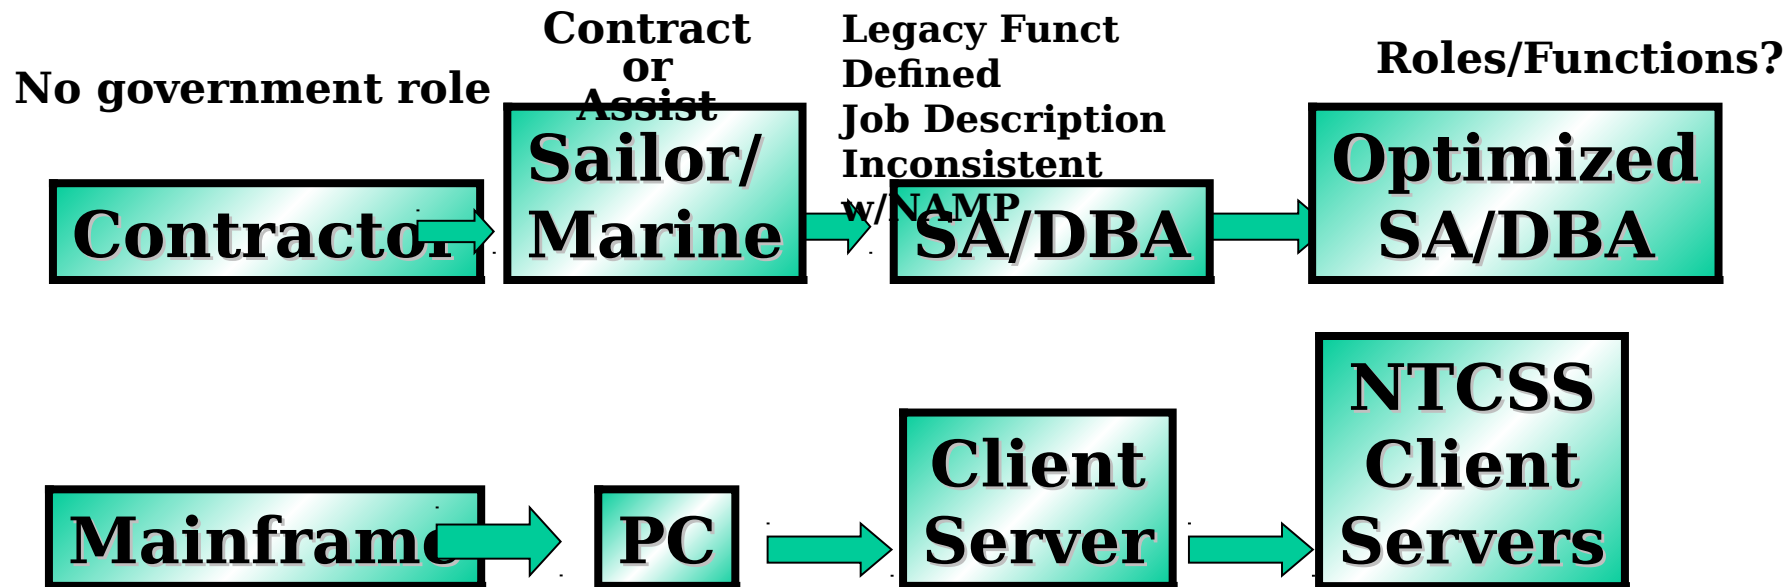 No government role
Contract
or
Assist
Legacy Funct
Defined
Job Description
Inconsistent
w/NAMP
Roles/Functions?
Contractor
Sailor/
Marine
SA/DBA
Optimized
SA/DBA
Mainframe
PC
Client
Server
NTCSS
Client
Servers